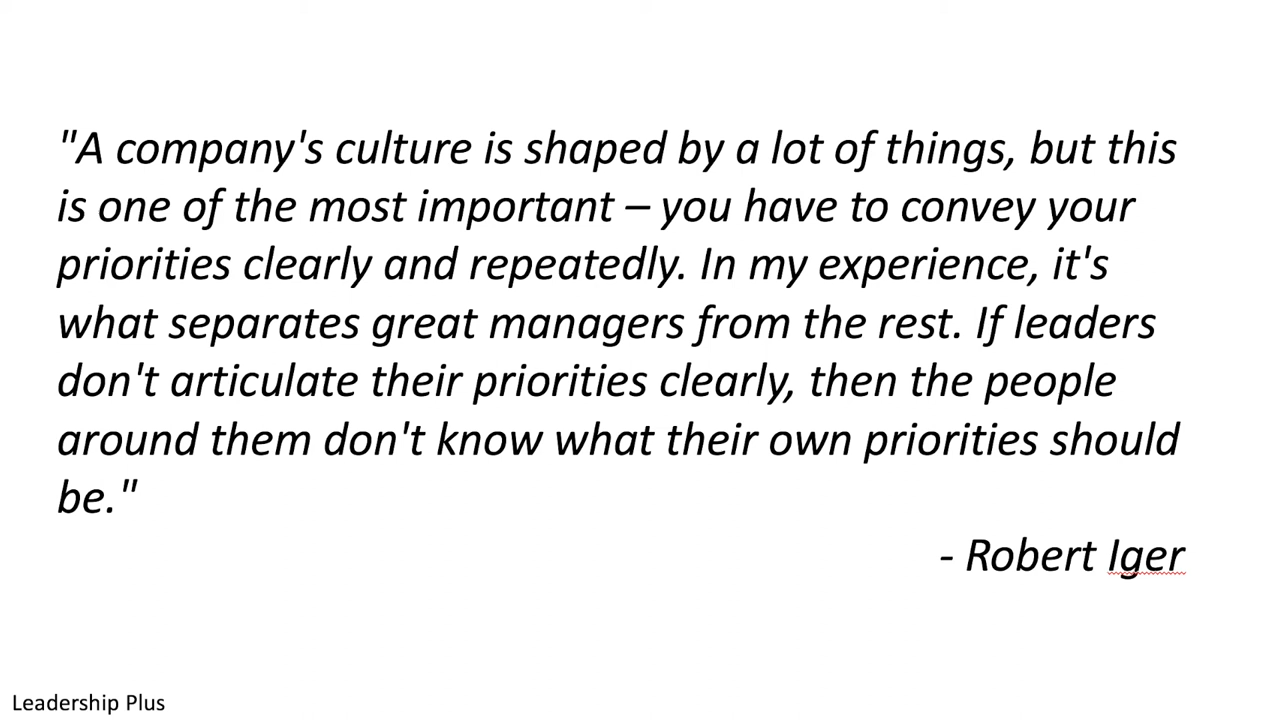 "A company's culture is shaped by a lot of things, but this
is one of the most important – you have to convey your
priorities clearly and repeatedly. In my experience, it's
what separates great managers from the rest. If leaders
don't articulate their priorities clearly, then the people
around them don't know what their own priorities should
be."
- Robert Iger
Leadership Plus